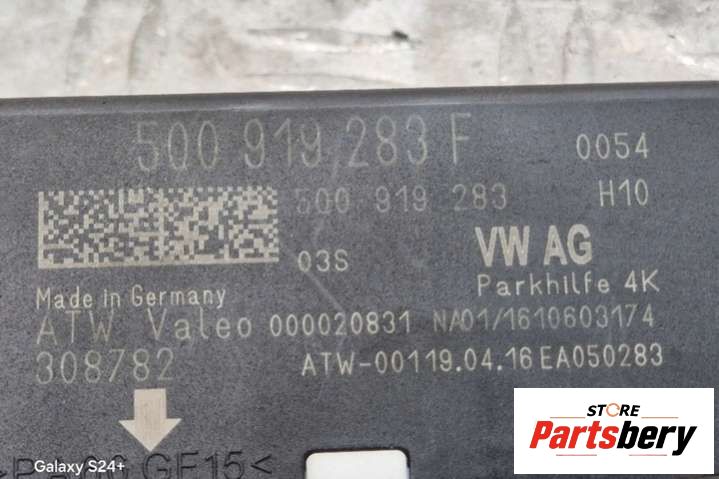 5Q0 919 283 F 0054
5Q0 919 283 H10
03S VW AG
Parkhilfe 4K
Made in Germany
ATW Valeo 000020831 NA01/1610603174
308782 ATW-00119.04.16 EA050283
GF15<
Galaxy S24+
STORE
Partsbery